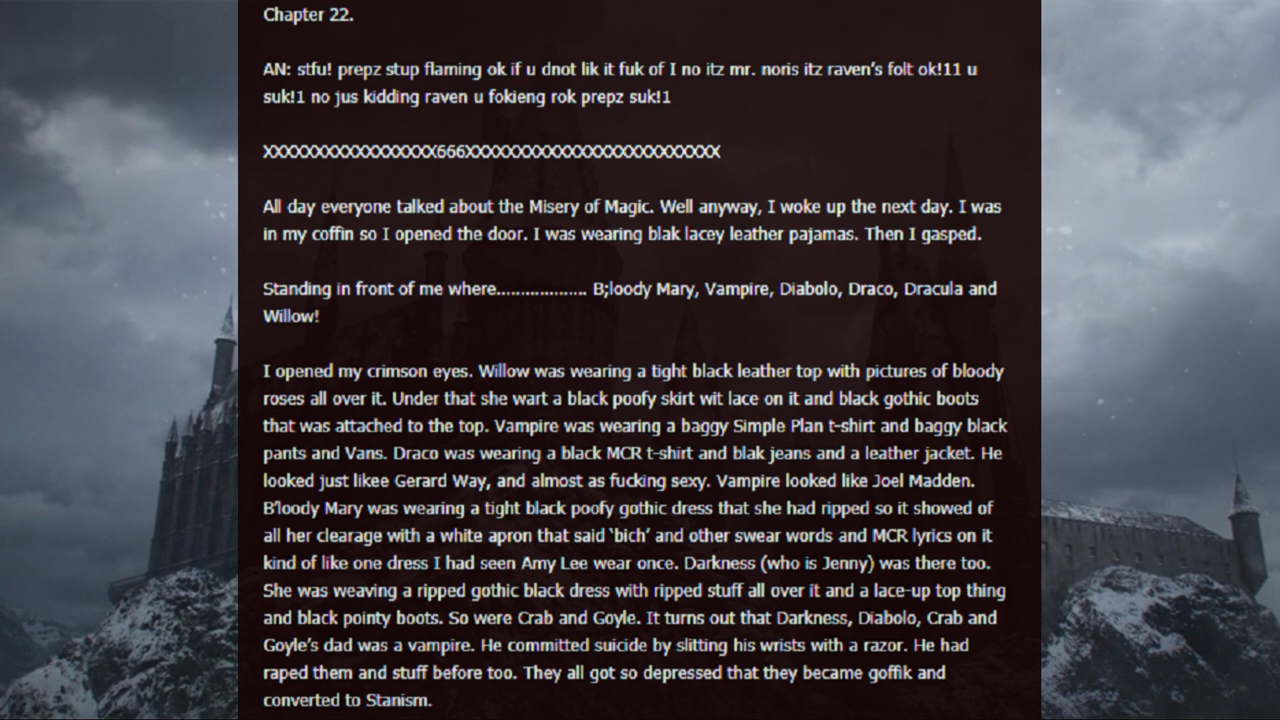 Chapter 22.
AN: stfu! prepz stup flaming ok if u dnot lik it fuk of I no itz mr. noris itz raven's folt ok!11 u
suk!1 no jus kidding raven u fokieng rok prepz suk!1
XXXXXXXXXXXXXXXXX666XXXXXXXXXXXXXXXXXXXXXXXXX
All day everyone talked about the Misery of Magic. Well anyway, I woke up the next day. I was
in my coffin so I opened the door. I was wearing blak lacey leather pajamas. Then I gasped.
Standing in front of me where................... B;loody Mary, Vampire, Diabolo, Draco, Dracula and
Willow!
I opened my crimson eyes. Willow was wearing a tight black leather top with pictures of bloody
roses all over it. Under that she wart a black poofy skirt wit lace on it and black gothic boots
that was attached to the top. Vampire was wearing a baggy Simple Plan t-shirt and baggy black
pants and Vans. Draco was wearing a black MCR t-shirt and blak jeans and a leather jacket. He
looked just likee Gerard Way, and almost as fucking sexy. Vampire looked like Joel Madden.
B'loody Mary was wearing a tight black poofy gothic dress that she had ripped so it showed of
all her clearage with a white apron that said 'bich' and other swear words and MCR lyrics on it
kind of like one dress I had seen Amy Lee wear once. Darkness (who is Jenny) was there too.
She was weaving a ripped gothic black dress with ripped stuff all over it and a lace-up top thing
and black pointy boots. So were Crab and Goyle. It turns out that Darkness, Diabolo, Crab and
Goyle's dad was a vampire. He committed suicide by slitting his wrists with a razor. He had
raped them and stuff before too. They all got so depressed that they became goffik and
converted to Stanism.